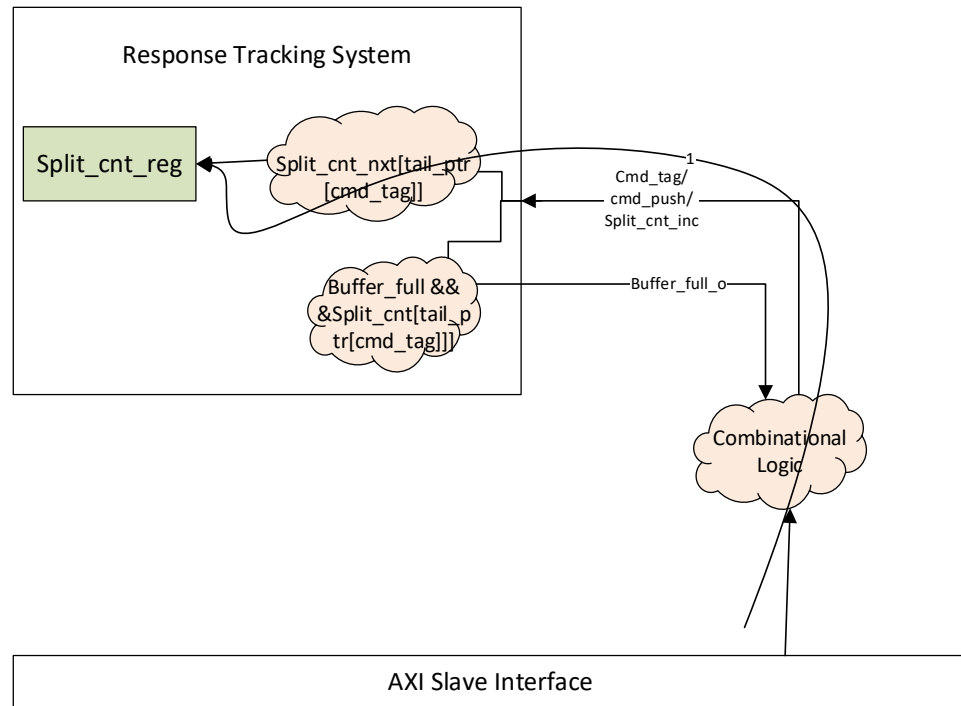 Response Tracking System
Split_cnt_reg
Split_cnt_nxt[tail_ptr
[cmd_tag]]
1
Cmd_tag/
cmd_push/
Split_cnt_inc
Buffer_full &&
&Split_cnt[tail_p
tr[cmd_tag]]]
Buffer_full_o
Combinational
Logic
AXI Slave Interface